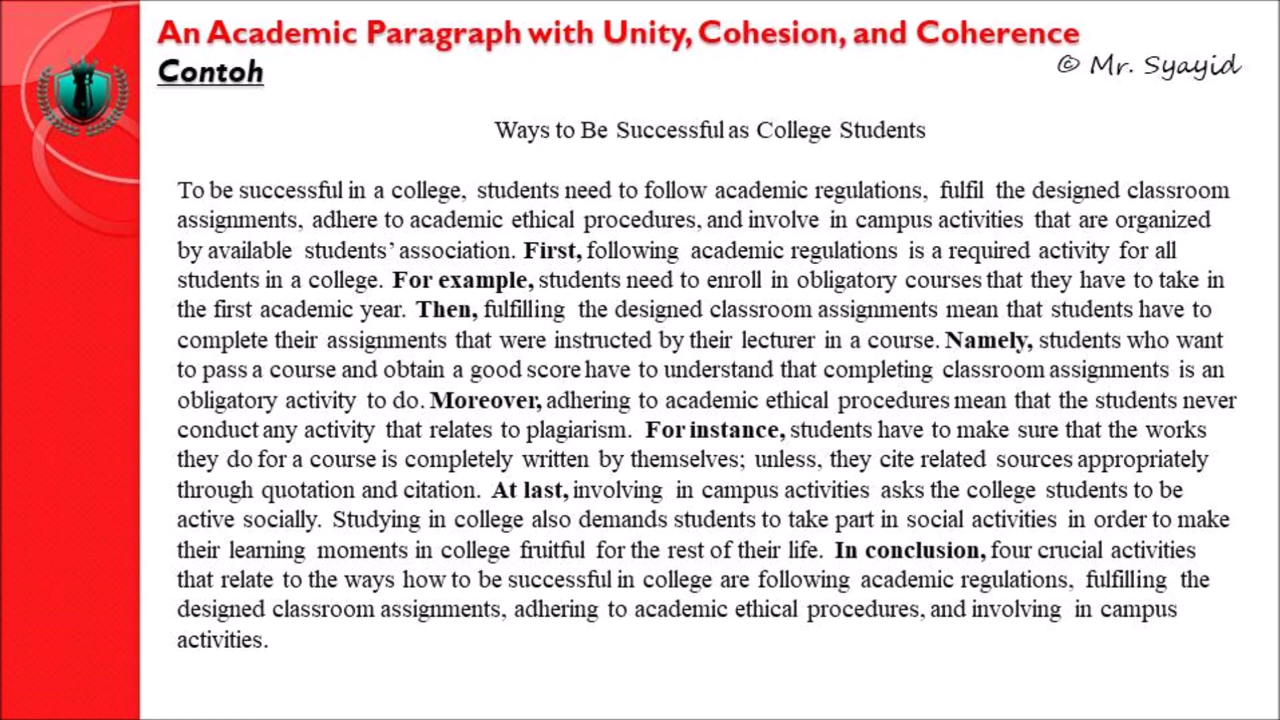 An Academic Paragraph with Unity, Cohesion, and Coherence
Contoh
© Mr. Syayid
Ways to Be Successful as College Students
To be successful in a college, students need to follow academic regulations, fulfil the designed classroom
assignments, adhere to academic ethical procedures, and involve in campus activities that are organized
by available students’ association. First, following academic regulations is a required activity for all
students in a college. For example, students need to enroll in obligatory courses that they have to take in
the first academic year. Then, fulfilling the designed classroom assignments mean that students have to
complete their assignments that were instructed by their lecturer in a course. Namely, students who want
to pass a course and obtain a good score have to understand that completing classroom assignments is an
obligatory activity to do. Moreover, adhering to academic ethical procedures mean that the students never
conduct any activity that relates to plagiarism. For instance, students have to make sure that the works
they do for a course is completely written by themselves; unless, they cite related sources appropriately
through quotation and citation. At last, involving in campus activities asks the college students to be
active socially. Studying in college also demands students to take part in social activities in order to make
their learning moments in college fruitful for the rest of their life. In conclusion, four crucial activities
that relate to the ways how to be successful in college are following academic regulations, fulfilling the
designed classroom assignments, adhering to academic ethical procedures, and involving in campus
activities.